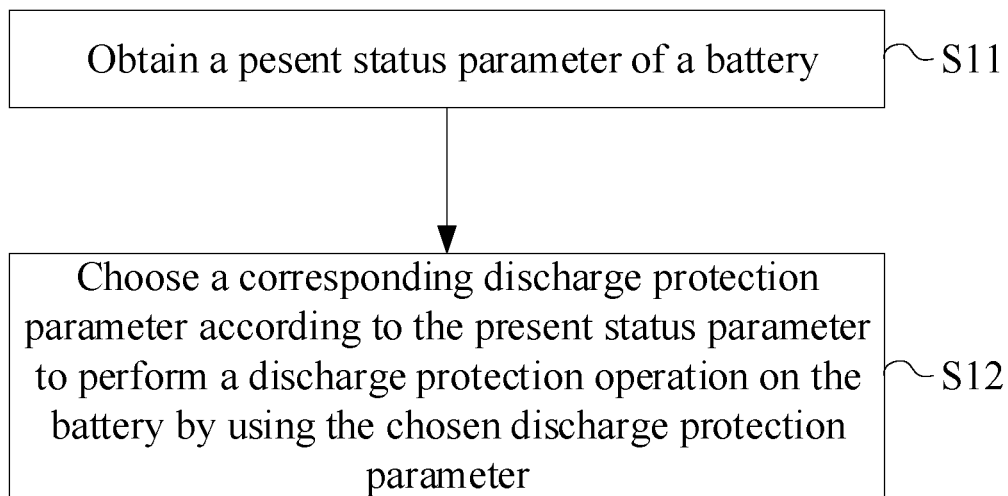 Obtain a pesent status parameter of a battery
S11
Choose a corresponding discharge protection
parameter according to the present status parameter
to perform a discharge protection operation on the
battery by using the chosen discharge protection
parameter
S12